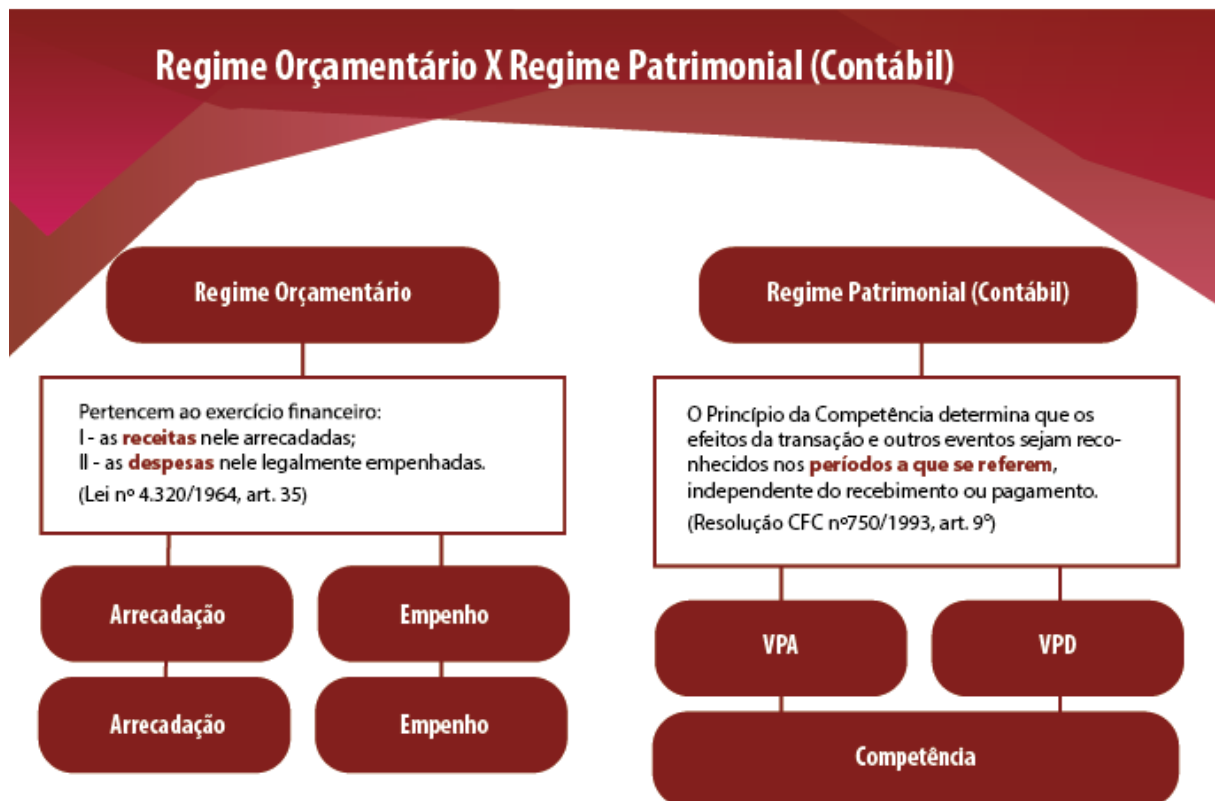 Regime Orçamentário X Regime Patrimonial (Contábil)
Regime Orçamentário
Pertencem ao exercício financeiro:
I - as receitas nele arrecadadas;
II - as despesas nele legalmente empenhadas.
(Lei nº 4.320/1964, art. 35)
Arrecadação
Empenho
Arrecadação
Empenho
Regime Patrimonial (Contábil)
O Princípio da Competência determina que os
efeitos da transação e outros eventos sejam reco-
nhecidos nos períodos a que se referem,
independente do recebimento ou pagamento.
(Resolução CFC nº750/1993, art. 9º)
VPA
VPD
Competência